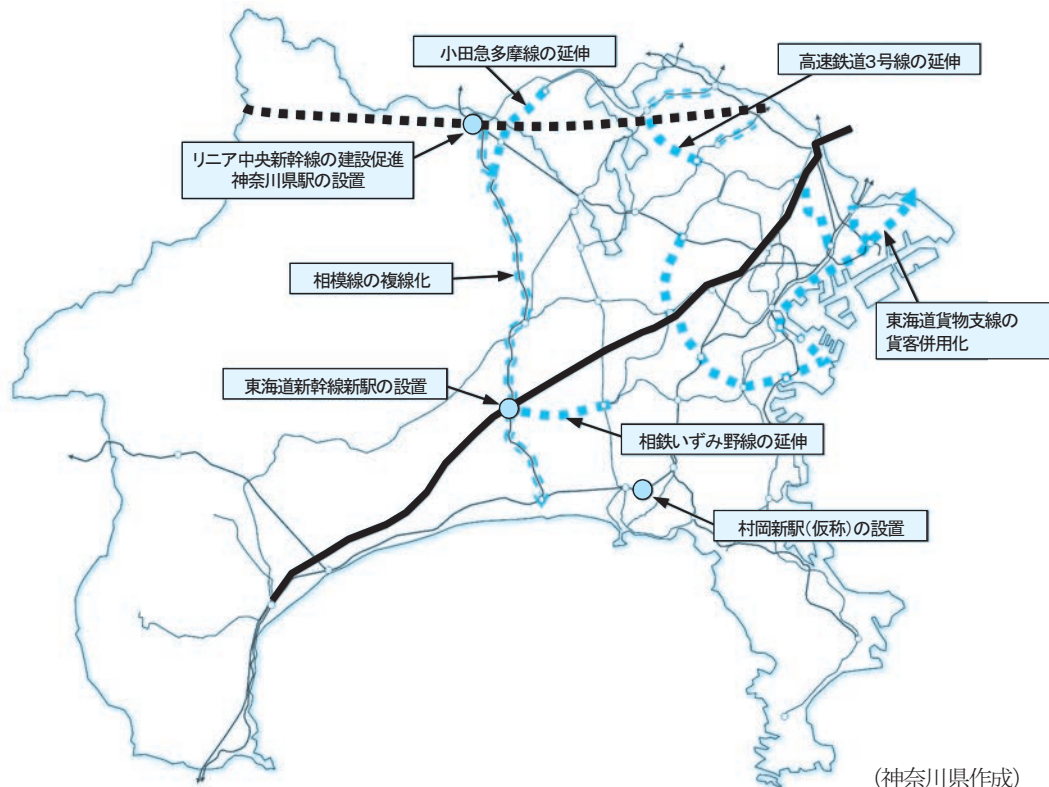 小田急多摩線の延伸
高速鉄道3号線の延伸
リニア中央新幹線の建設促進
神奈川県駅の設置
相模線の複線化
東海道貨物支線の
貨客併用化
東海道新幹線新駅の設置
相鉄いずみ野線の延伸
村岡新駅(仮称)の設置
(神奈川県作成)